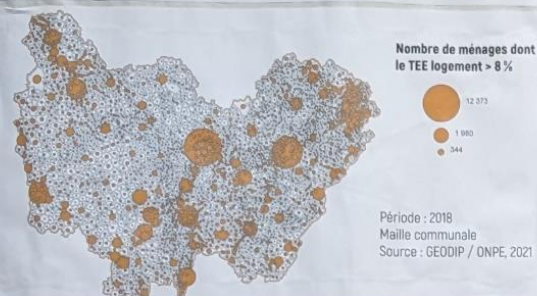 Nombre de ménages dont
le TEE logement > 8 %
12 373
1 980
344
Période : 2018
Maille communale
Source : GEODIP / ONPE, 2021